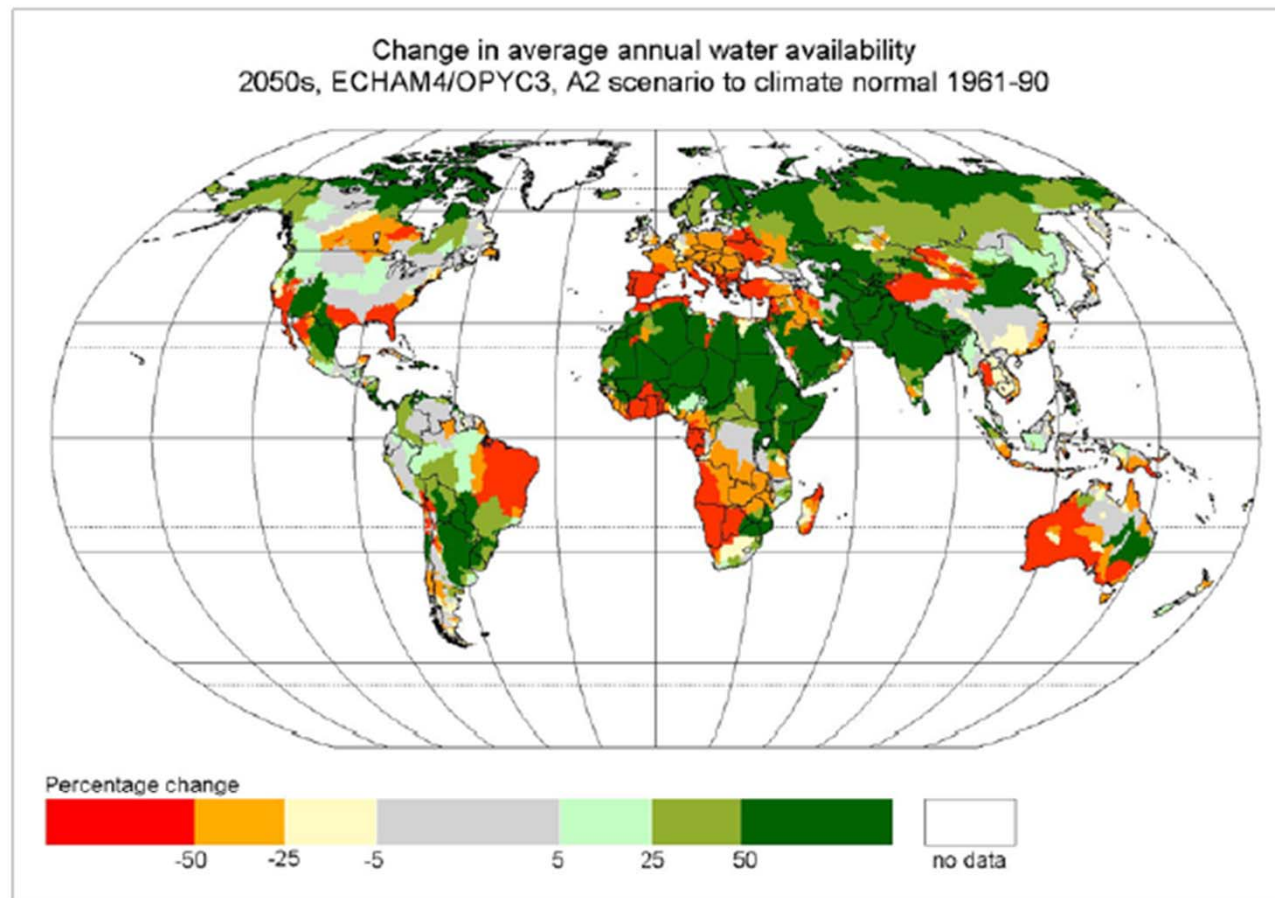 Change in average annual water availability
2050s, ECHAM4/OPYC3, A2 scenario to climate normal 1961-90
Percentage change
-50 -25 -5 5 25 50 no data